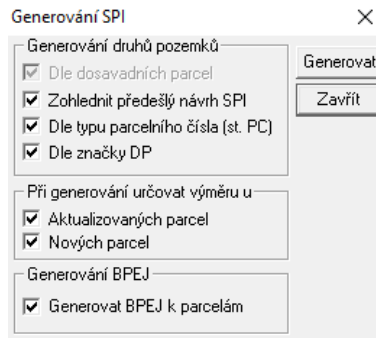 Generování SPI
Generování druhů pozemků
Dle dosavadních parcel
Zohlednit předešlý návrh SPI
Dle typu parcelního čísla (st. PC)
Dle značky DP
Při generování určovat výměru u
Aktualizovaných parcel
Nových parcel
Generování BPEJ
Generovat BPEJ k parcelám
Generovat
Zavřít